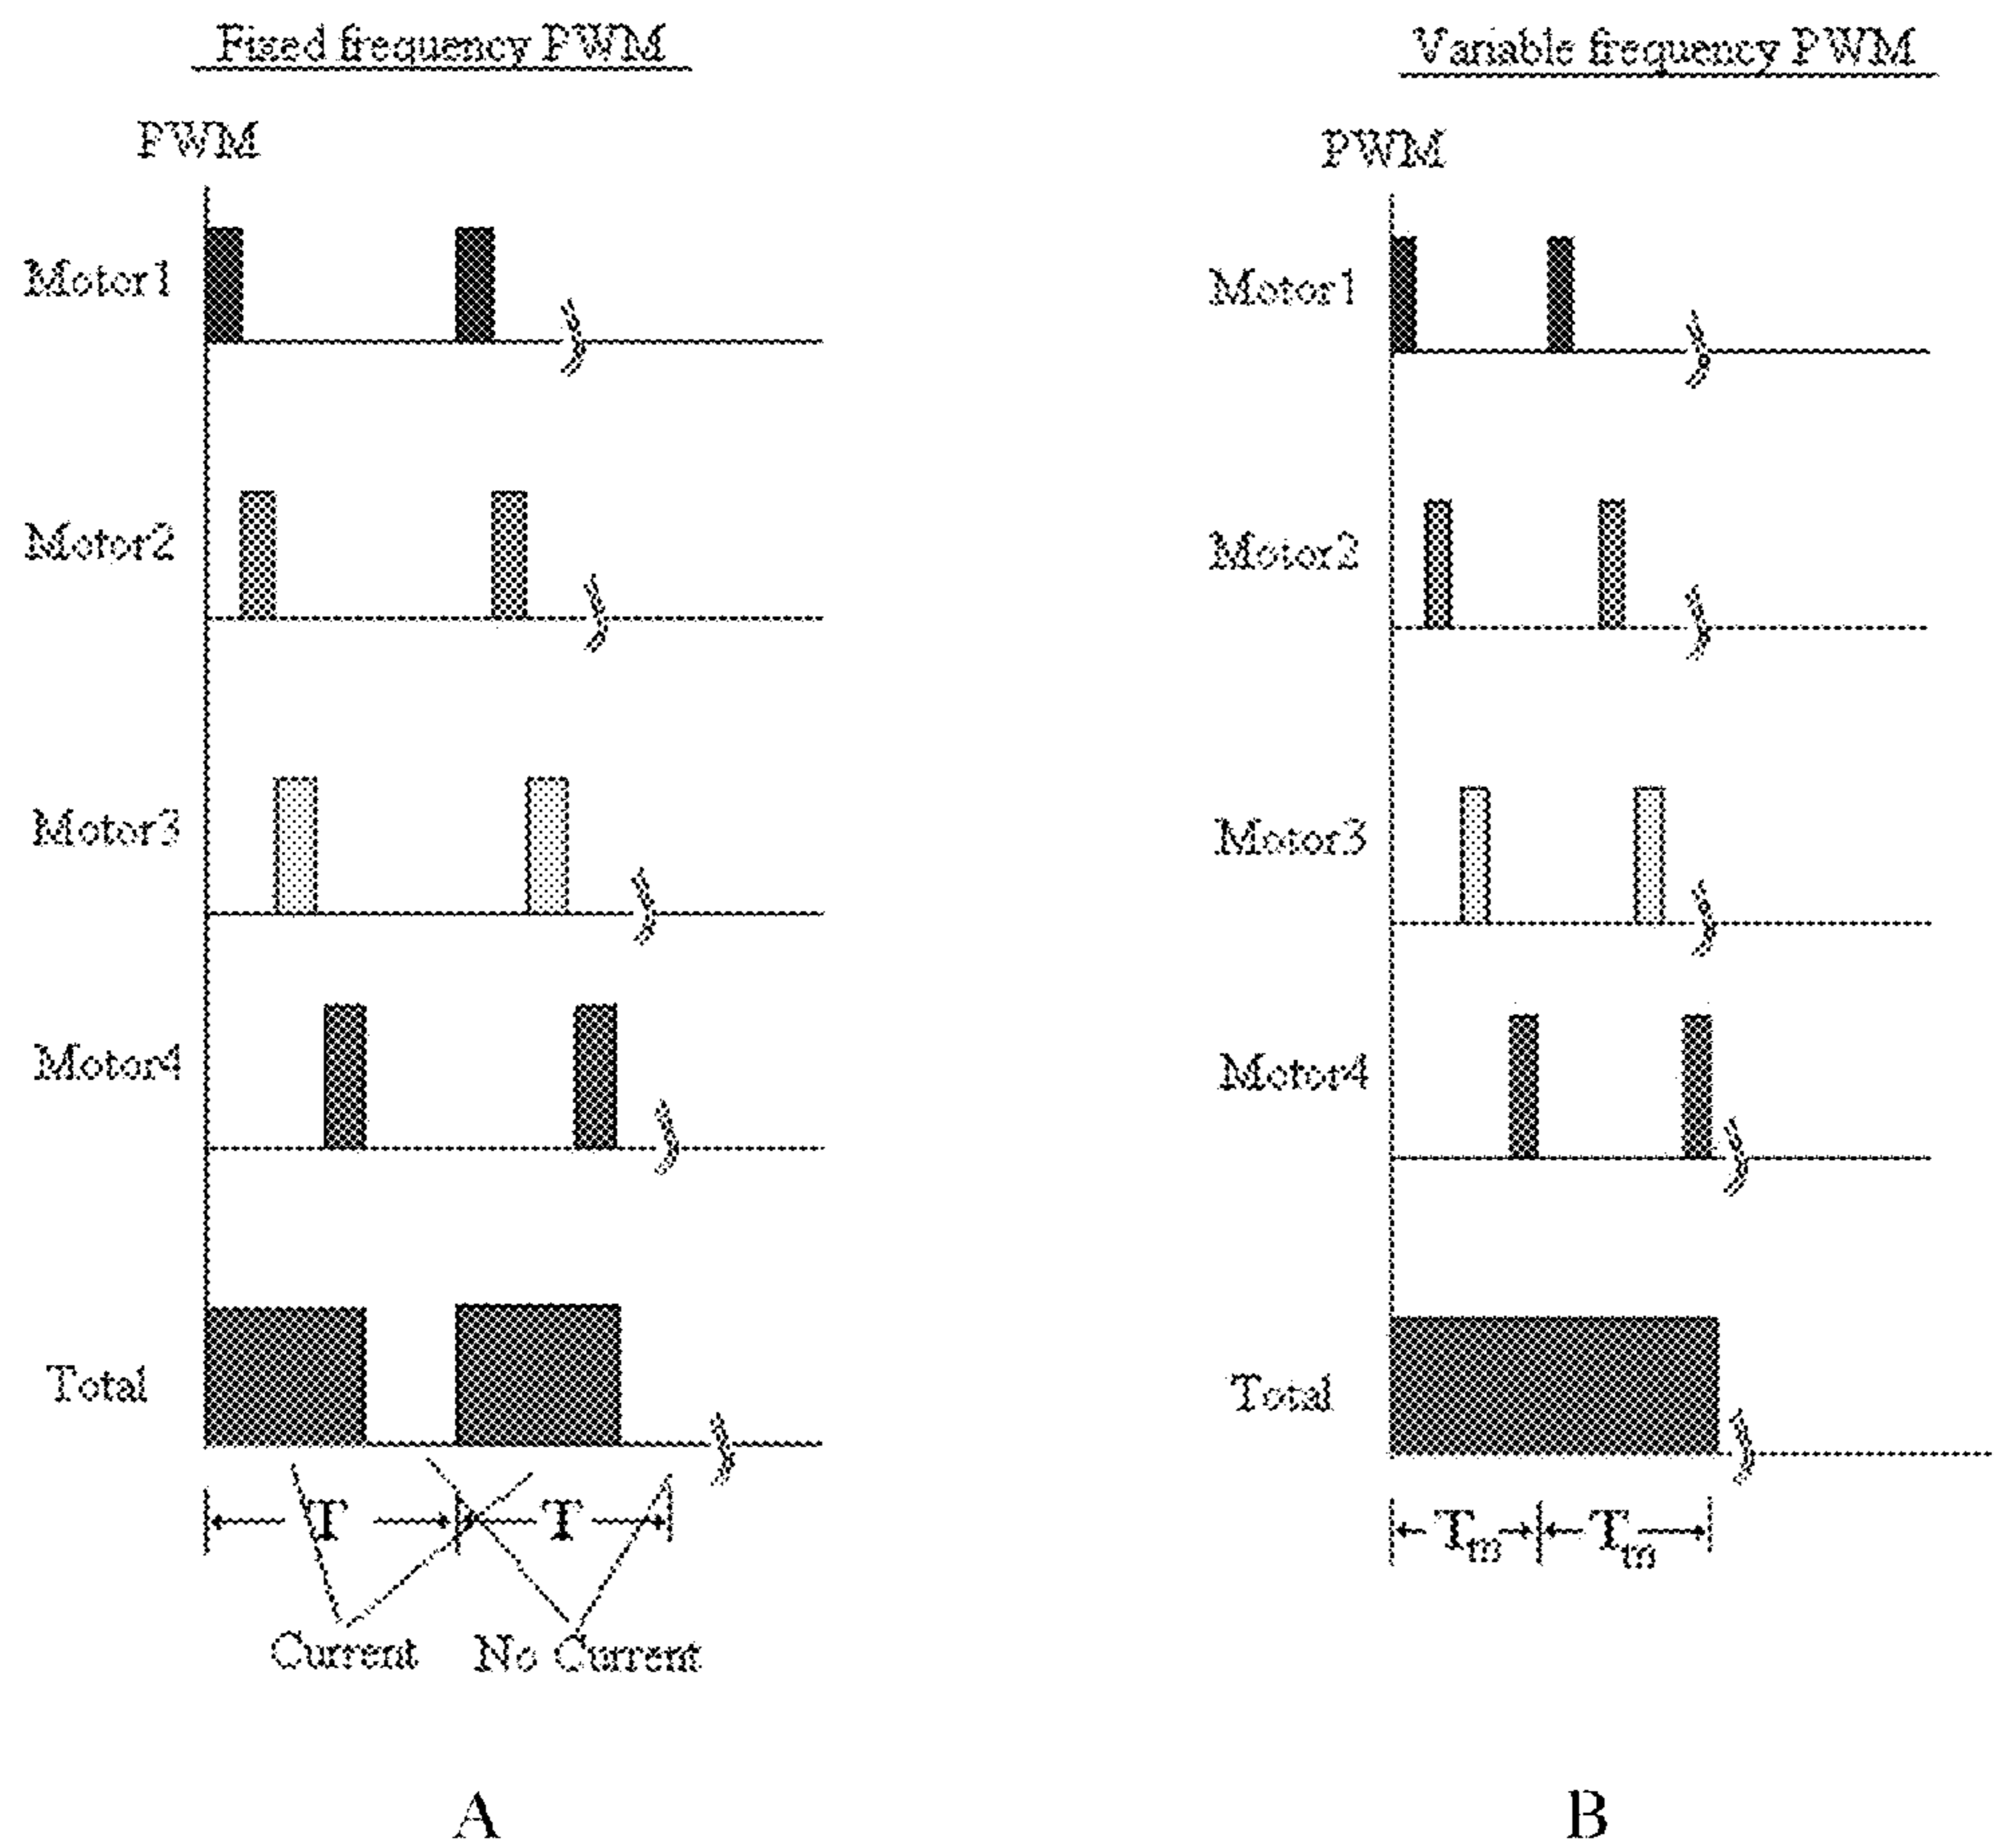 Fixed frequency PWM
PWM
Motor1
Motor2
Motor3
Motor4
Total
T
T
Current
No Current
A
Variable frequency PWM
PWM
Motor1
Motor2
Motor3
Motor4
Total
Tm
Tm
B